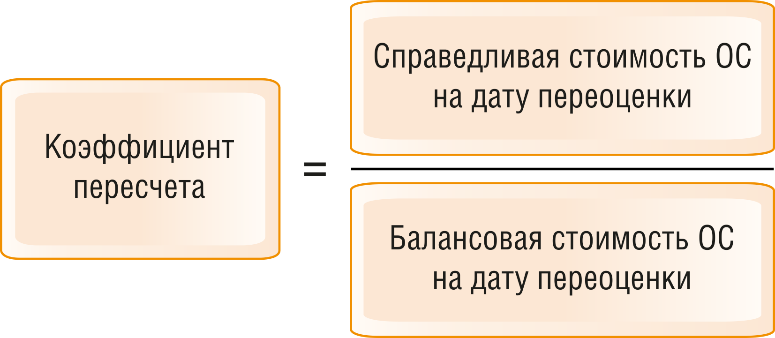 Коэффициент
пересчета
=
Справедливая стоимость ОС
на дату переоценки
Балансовая стоимость ОС
на дату переоценки